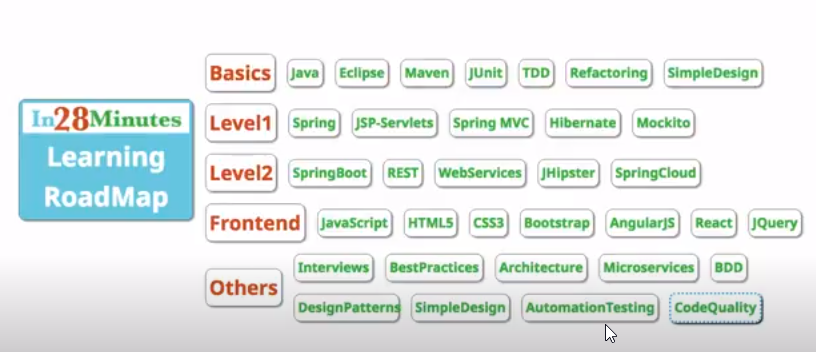 In28Minutes
Learning
RoadMap
Basics Java Eclipse Maven JUnit TDD Refactoring SimpleDesign
Level1 Spring JSP-Servlets Spring MVC Hibernate Mockito
Level2 SpringBoot REST WebServices JHipster SpringCloud
Frontend JavaScript HTML5 CSS3 Bootstrap AngularJS React JQuery
Others
Interviews BestPractices Architecture Microservices BDD
DesignPatterns SimpleDesign AutomationTesting CodeQuality